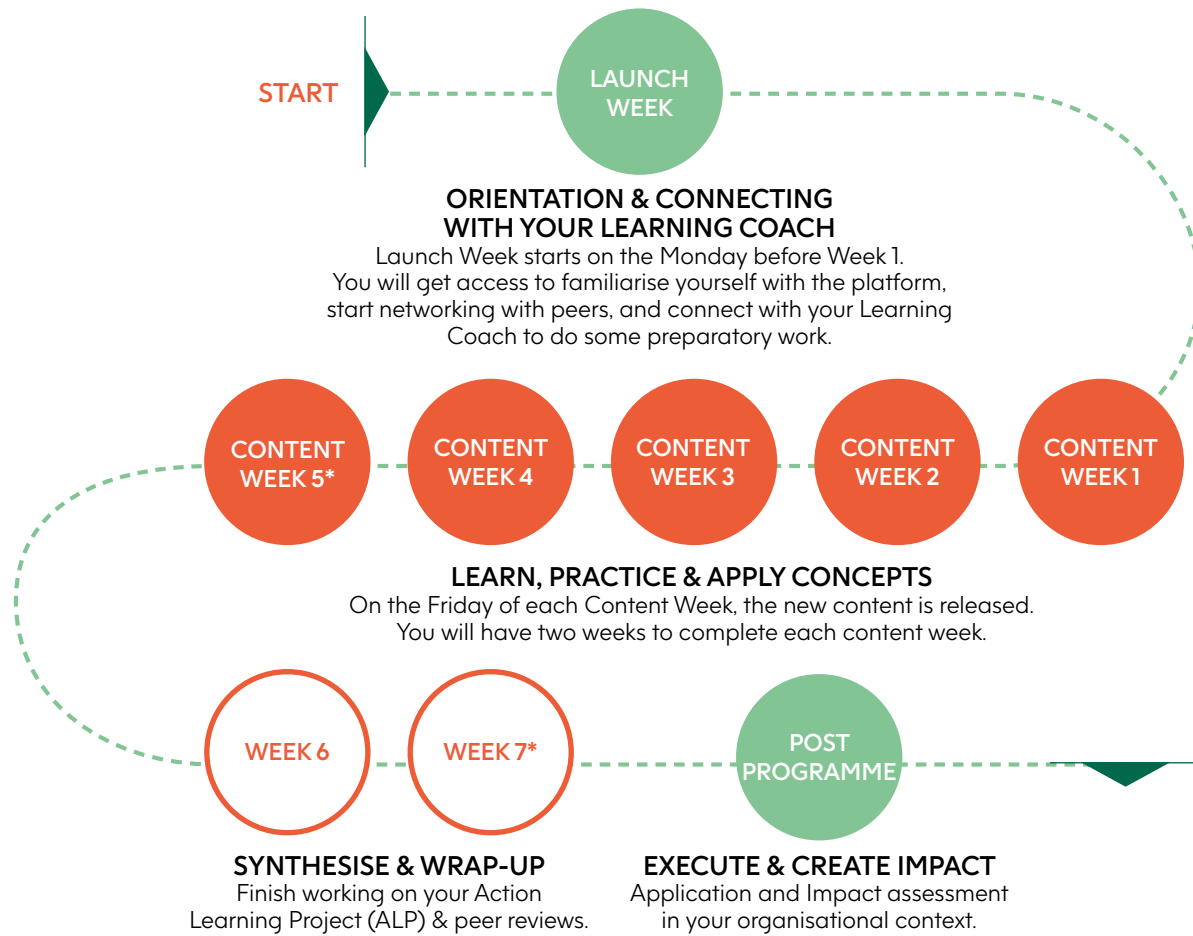 START
LAUNCH
WEEK
ORIENTATION & CONNECTING
WITH YOUR LEARNING COACH
Launch Week starts on the Monday before Week 1.
You will get access to familiarise yourself with the platform,
start networking with peers, and connect with your Learning
Coach to do some preparatory work.
CONTENT
WEEK 5*
CONTENT
WEEK 4
CONTENT
WEEK 3
CONTENT
WEEK 2
CONTENT
WEEK 1
LEARN, PRACTICE & APPLY CONCEPTS
On the Friday of each Content Week, the new content is released.
You will have two weeks to complete each content week.
WEEK 6
WEEK 7*
POST
PROGRAMME
SYNTHESISE & WRAP-UP
Finish working on your Action
Learning Project (ALP) & peer reviews.
EXECUTE & CREATE IMPACT
Application and Impact assessment
in your organisational context.